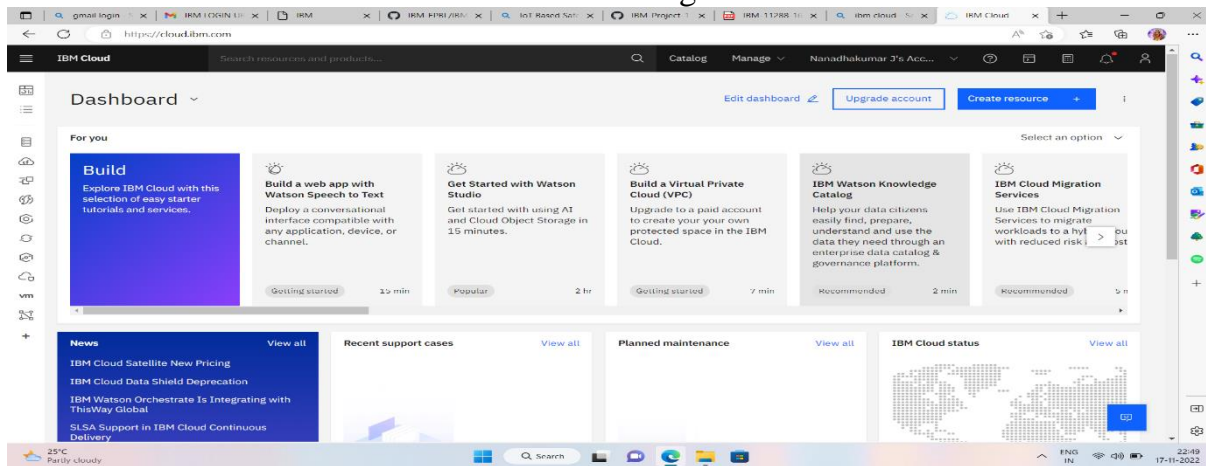 gmail login
IBM LOGIN
IBM
IBM EPBL/IBM
IoT Based Safe
IBM Project 1
IBM 11288 16
ibm cloud
IBM Cloud
https://cloud.ibm.com
IBM Cloud
Search resources and products...
Catalog
Manage
Nanadhakumar J's Acc...
Dashboard
Edit dashboard
Upgrade account
Create resource +
For you
Select an option
Build
Explore IBM Cloud with this
selection of easy starter
tutorials and services.
Build a web app with
Watson Speech to Text
Deploy a conversational
interface compatible with
any application, device, or
channel.
Getting started 15 min
Get Started with Watson
Studio
Get started with using AI
and Cloud Object Storage in
15 minutes.
Popular 2 hr
Build a Virtual Private
Cloud (VPC)
Upgrade to a paid account
to create your your own
protected space in the IBM
Cloud.
Getting started 7 min
IBM Watson Knowledge
Catalog
Help your data citizens
easily find, prepare,
understand and use the
data they need through an
enterprise data catalog &
governance platform.
Recommended 2 min
IBM Cloud Migration
Services
Use IBM Cloud Migration
Services to migrate
workloads to a
with reduced risk
Recommended
vm
News View all
IBM Cloud Satellite New Pricing
IBM Cloud Data Shield Deprecation
IBM Watson Orchestrate Is Integrating with
ThisWay Global
SLSA Support in IBM Cloud Continuous
Delivery
Recent support cases View all
Planned maintenance View all
IBM Cloud status View all
25°C
Partly cloudy
Search
ENG
IN
22:49
17-11-2022